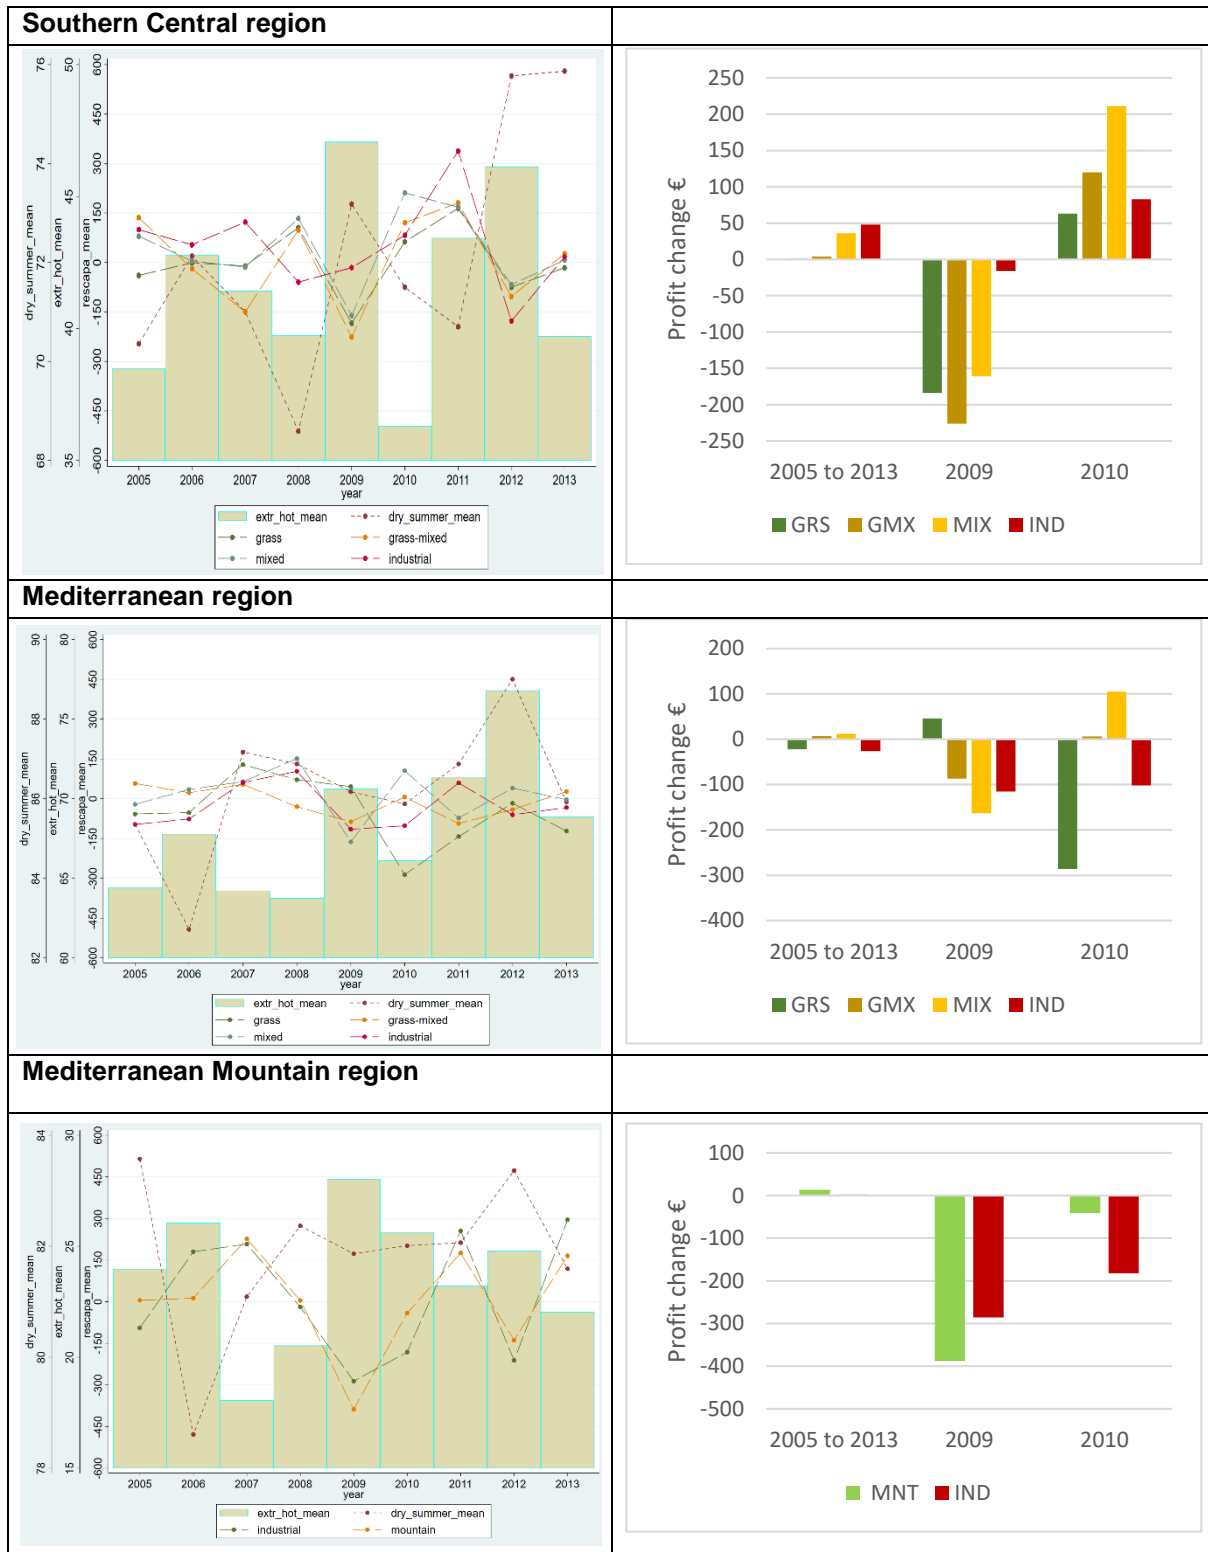 Southern Central region
76
74
72
70
68
dry_summer_mean
50
45
40
35
extr_hot_mean
600
450
300
150
0
-150
-300
-450
-600
rescapa_mean
2005 2006 2007 2008 2009 2010 2011 2012 2013
year
extr_hot_mean dry_summer_mean
grass grass-mixed
mixed industrial
250
200
150
100
50
0
-50
-100
-150
-200
-250
Profit change €
2005 to 2013 2009 2010
GRS GMX MIX IND
Mediterranean region
90
88
86
84
82
dry_summer_mean
80
75
70
65
60
extr_hot_mean
600
450
300
150
0
-150
-300
-450
-600
rescapa_mean
2005 2006 2007 2008 2009 2010 2011 2012 2013
year
extr_hot_mean dry_summer_mean
grass grass-mixed
mixed industrial
200
100
0
-100
-200
-300
-400
Profit change €
2005 to 2013 2009 2010
GRS GMX MIX IND
Mediterranean Mountain region
84
82
80
78
dry_summer_mean
30
25
20
15
extr_hot_mean
600
450
300
150
0
-150
-300
-450
-600
rescapa_mean
2005 2006 2007 2008 2009 2010 2011 2012 2013
year
extr_hot_mean dry_summer_mean
industrial mountain
100
0
-100
-200
-300
-400
-500
Profit change €
2005 to 2013 2009 2010
MNT IND